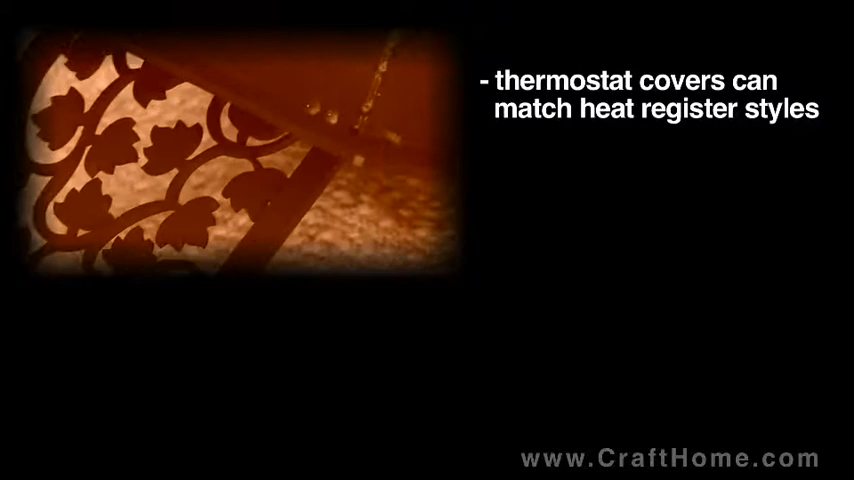 - thermostat covers can
match heat register styles
www.CraftHome.com